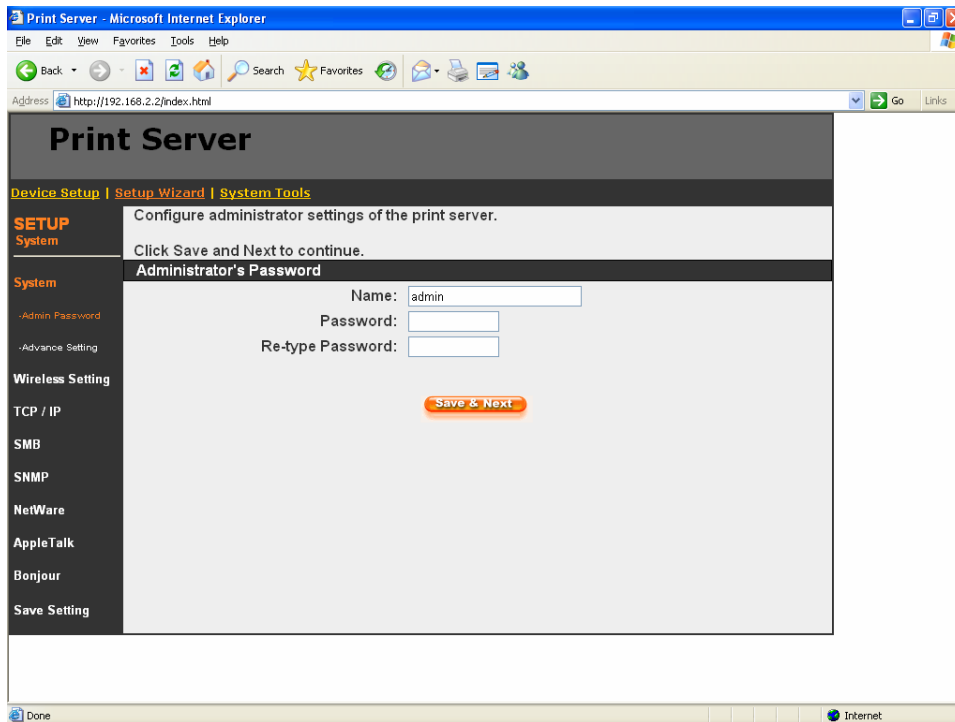 Print Server - Microsoft Internet Explorer
File Edit View Favorites Tools Help
Back Search Favorites
Address http://192.168.2.2/index.html Go Links
Print Server
Device Setup | Setup Wizard | System Tools
SETUP
System
System
-Admin Password
-Advance Setting
Wireless Setting
TCP / IP
SMB
SNMP
NetWare
AppleTalk
Bonjour
Save Setting
Configure administrator settings of the print server.
Click Save and Next to continue.
Administrator's Password
Name: admin
Password:
Re-type Password:
Save & Next
Done Internet